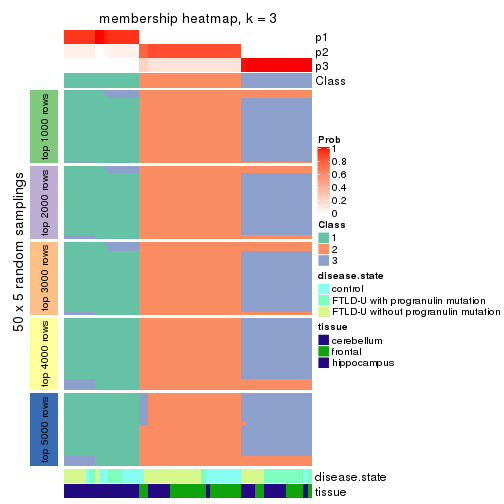 membership heatmap, k = 3
p1
p2
p3
Class
50 x 5 random samplings
top 1000 rows
top 2000 rows
top 3000 rows
top 4000 rows
top 5000 rows
Prob
1
0.8
0.6
0.4
0.2
0
Class
1
2
3
disease.state
control
FTLD-U with progranulin mutation
FTLD-U without progranulin mutation
tissue
cerebellum
frontal
hippocampus
disease.state
tissue